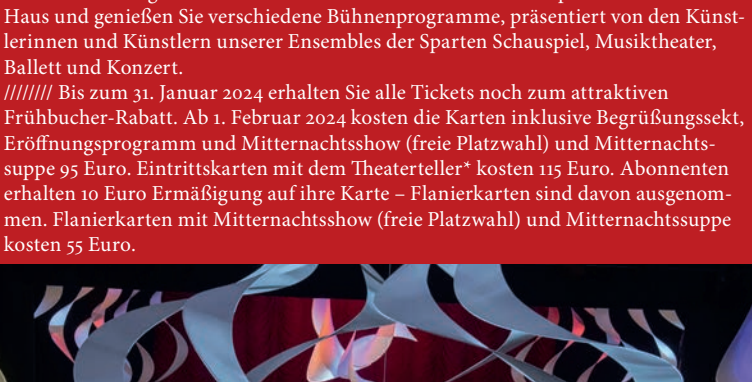 Haus und genießen Sie verschiedene Bühnenprogramme, präsentiert von den Künst-
lerinnen und Künstlern unserer Ensembles der Sparten Schauspiel, Musiktheater,
Ballett und Konzert.
//////// Bis zum 31. Januar 2024 erhalten Sie alle Tickets noch zum attraktiven
Frühbucher-Rabatt. Ab 1. Februar 2024 kosten die Karten inklusive Begrüßungssekt,
Eröffnungsprogramm und Mitternachtsshow (freie Platzwahl) und Mitternachts-
suppe 95 Euro. Eintrittskarten mit dem Theaterteller* kosten 115 Euro. Abonnenten
erhalten 10 Euro Ermäßigung auf ihre Karte – Flanierkarten sind davon ausgenom-
men. Flanierkarten mit Mitternachtsshow (freie Platzwahl) und Mitternachtssuppe
kosten 55 Euro.